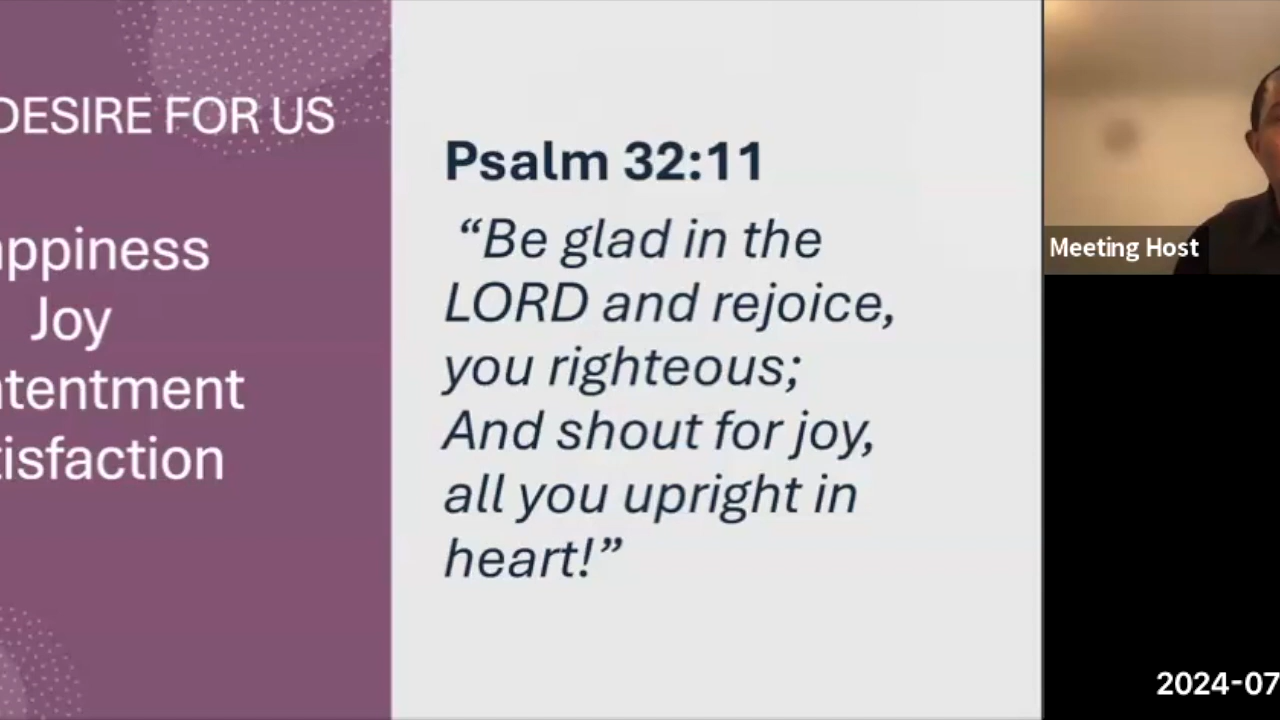 DESIRE FOR US
appiness
Joy
ntentment
tisfaction
Psalm 32:11
“Be glad in the
LORD and rejoice,
you righteous;
And shout for joy,
all you upright in
heart!”
Meeting Host
2024-07